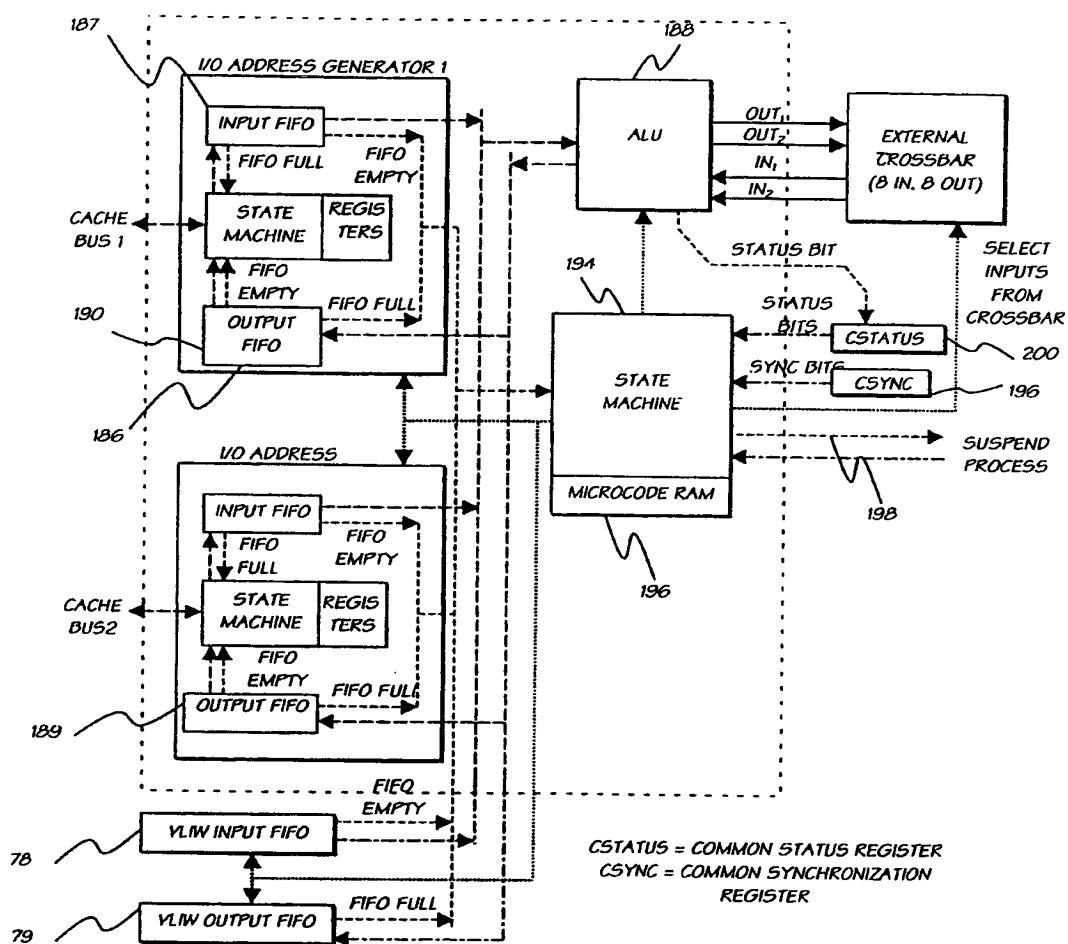 187
I/O ADDRESS GENERATOR 1
188
INPUT FIFO
FIFO FULL
FIFO
EMPTY
CACHE
BUS 1
STATE
MACHINE
REGIS
TERS
FIFO
EMPTY
FIFO FULL
190
OUTPUT
FIFO
186
ALU
OUT1
OUT2
IN1
IN2
EXTERNAL
CROSSBAR
(8 IN, 8 OUT)
STATUS BIT
SELECT
INPUTS
FROM
CROSSBAR
194
STATUS
BITS
CSTATUS
200
SYNC BITS
CSYNC
196
STATE
MACHINE
SUSPEND
PROCESS
198
MICROCODE RAM
196
I/O ADDRESS
INPUT FIFO
FIFO
FULL
FIFO
EMPTY
CACHE
BUS2
STATE
MACHINE
REGIS
TERS
FIFO
EMPTY
FIFO FULL
OUTPUT FIFO
189
FIFO
EMPTY
78
VLIW INPUT FIFO
FIFO FULL
79
VLIW OUTPUT FIFO
CSTATUS = COMMON STATUS REGISTER
CSYNC = COMMON SYNCHRONIZATION
REGISTER